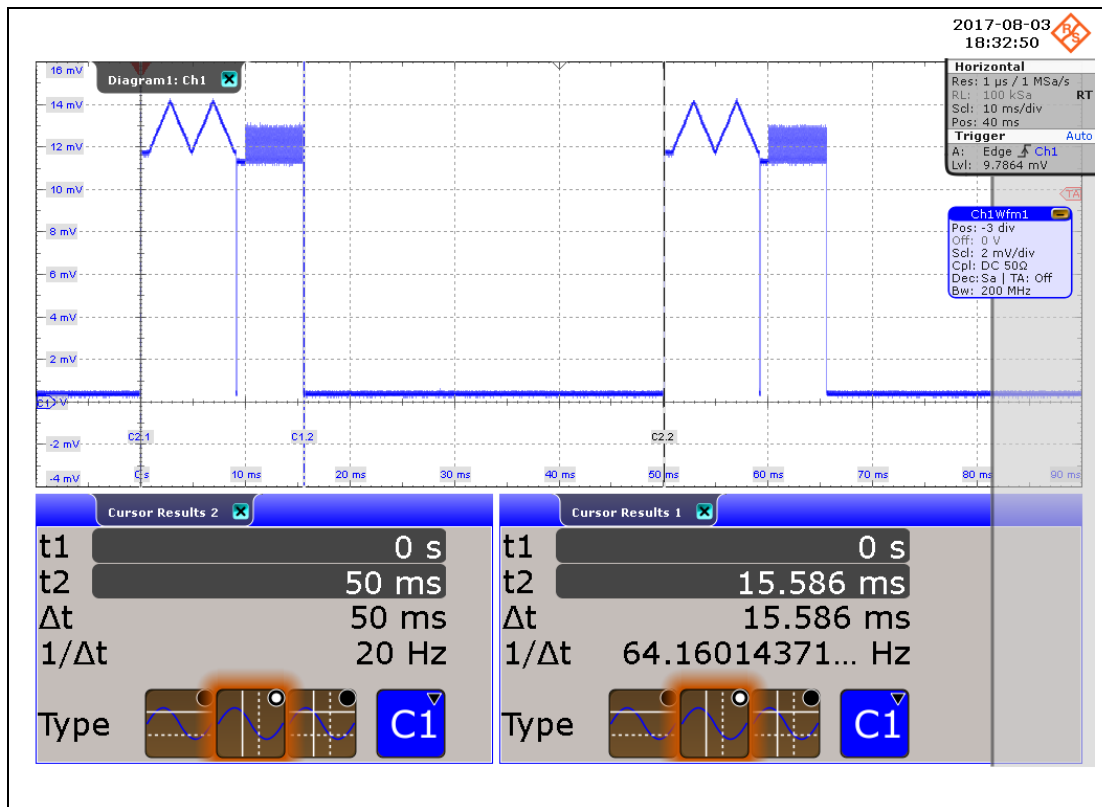 2017-08-03
18:32:50
R&S
Diagram1: Ch1
16 mV
14 mV
12 mV
10 mV
8 mV
6 mV
4 mV
2 mV
C1
V
-2 mV
-4 mV
C2.1
C1.2
C2.2
s
10 ms
20 ms
30 ms
40 ms
50 ms
60 ms
70 ms
80 ms
90 ms
Horizontal
Res: 1 µs / 1 MSa/s
RL: 100 kSa RT
Scl: 10 ms/div
Pos: 40 ms
Trigger Auto
A: Edge Ch1
Lvl: 9.7864 mV
TA
Ch1Wfm1
Pos: -3 div
Off: 0 V
Scl: 2 mV/div
Cpl: DC 50Ω
Dec: Sa | TA: Off
Bw: 200 MHz
Cursor Results 2
t1 0 s
t2 50 ms
Δt 50 ms
1/Δt 20 Hz
Type C1
Cursor Results 1
t1 0 s
t2 15.586 ms
Δt 15.586 ms
1/Δt 64.16014371... Hz
Type C1